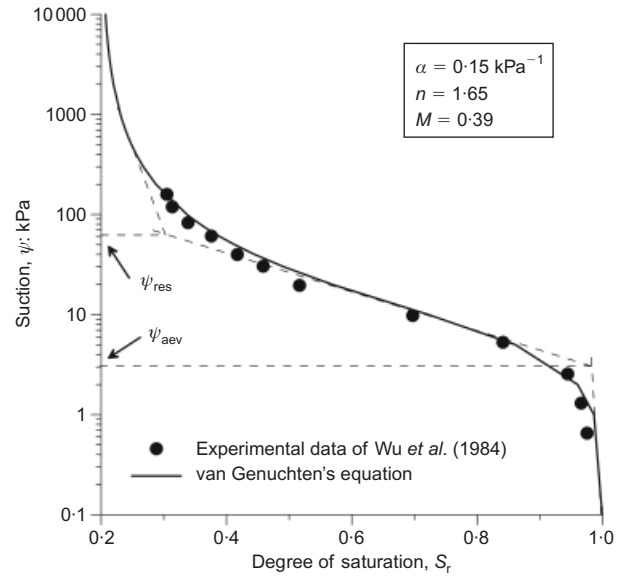 10 000
1000
100
10
1
0·1
Suction, ψ: kPa
α = 0·15 kPa⁻¹
n = 1·65
M = 0·39
ψres
ψaev
Experimental data of Wu et al. (1984)
van Genuchten's equation
0·2
0·4
0·6
0·8
1·0
Degree of saturation, Sr